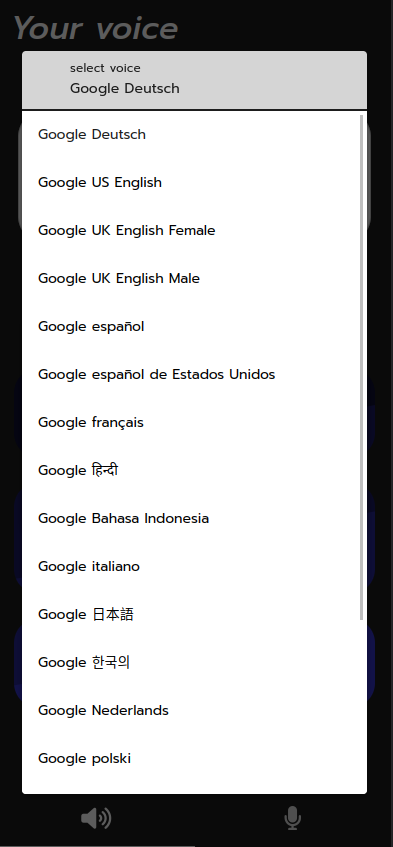 Your voice
select voice
Google Deutsch
Google Deutsch
Google US English
Google UK English Female
Google UK English Male
Google español
Google español de Estados Unidos
Google français
Google हिन्दी
Google Bahasa Indonesia
Google italiano
Google 日本語
Google 한국의
Google Nederlands
Google polski